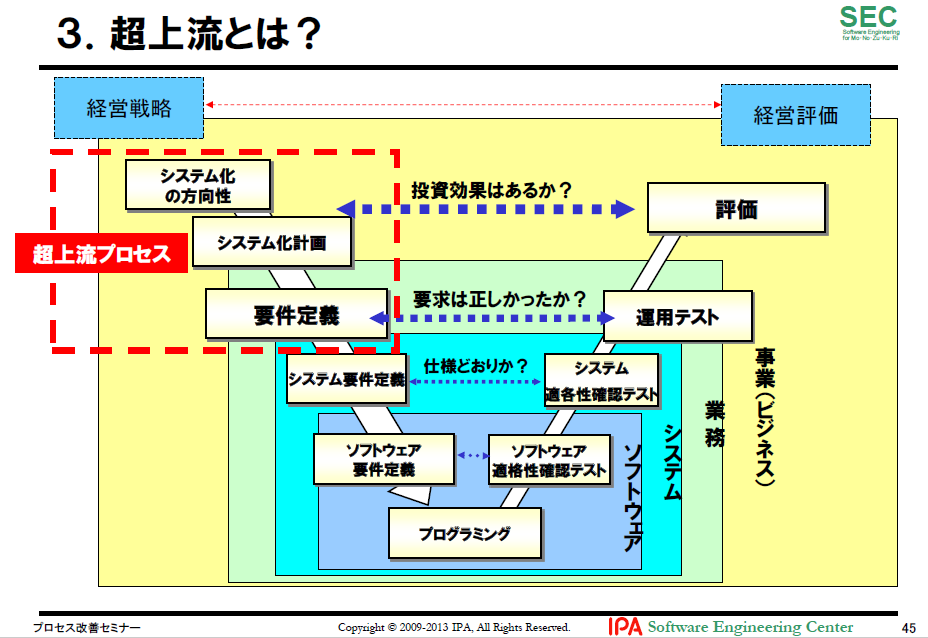 3. 超上流とは？
SEC
Software Engineering
for Mo･No･Zu･Ku･Ri
経営戦略
経営評価
システム化
の方向性
投資効果はあるか？
評価
システム化計画
超上流プロセス
要件定義
要求は正しかったか？
運用テスト
システム要件定義
仕様どおりか？
システム
適各性確認テスト
事業（ビジネス）
業務
システム
ソフトウェア
ソフトウェア
要件定義
ソフトウェア
適格性確認テスト
プログラミング
プロセス改善セミナー
Copyright © 2009-2013 IPA, All Rights Reserved.
IPA Software Engineering Center
45